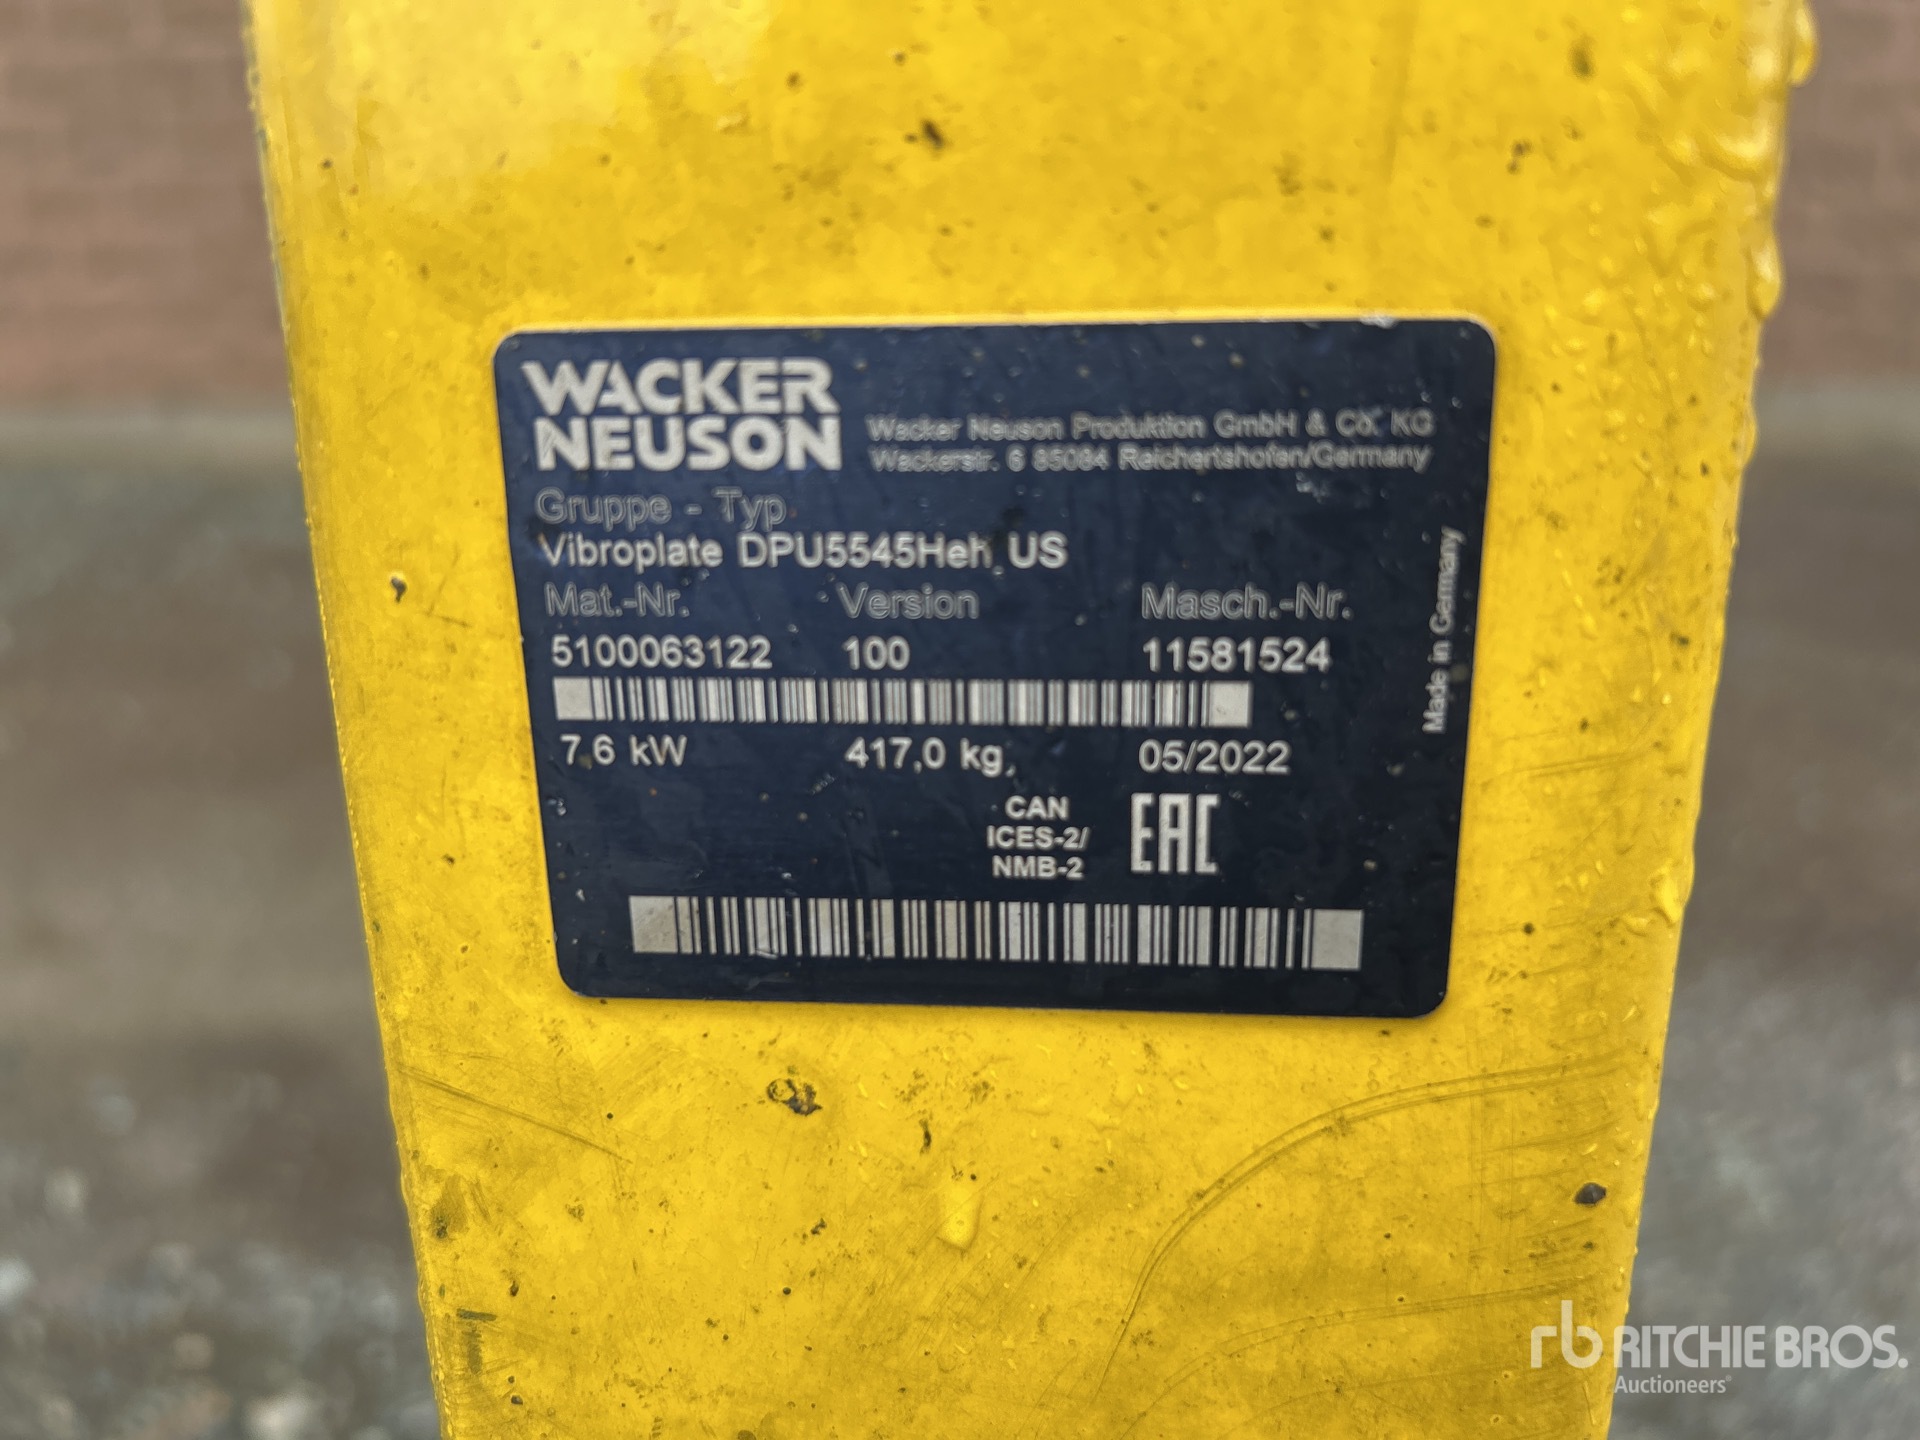 WACKER
NEUSON
Wacker Neuson Produktion GmbH & Co. KG
Wackerstr. 6 85084 Reichertshofen/Germany
Gruppe - Typ
Vibroplate DPU5545Heh US
Mat.-Nr. Version Masch.-Nr.
5100063122 100 11581524
7,6 kW 417,0 kg 05/2022
CAN
ICES-2/
NMB-2
EAC
Made in Germany
rb RITCHIE BROS.
Auctioneers